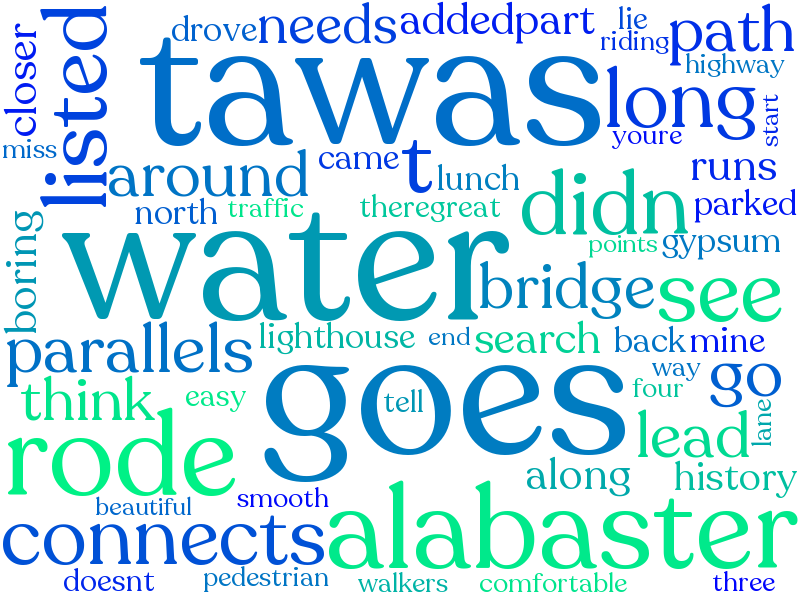 drove needs addedpart lie path
riding
highway
closer
listed
tawas
long
start
miss
youre
around
came
t
lunch
runs
north
traffic
theregreat
didn
parked
boring
water
points
gypsum
bridge
see
parallels
lighthouse
end
search
back
mine
think
easy
goes
tell
way
four
go
rode
lead
lane
along
history
beautiful
smooth
connects
alabaster
doesnt
pedestrian
walkers
comfortable
three